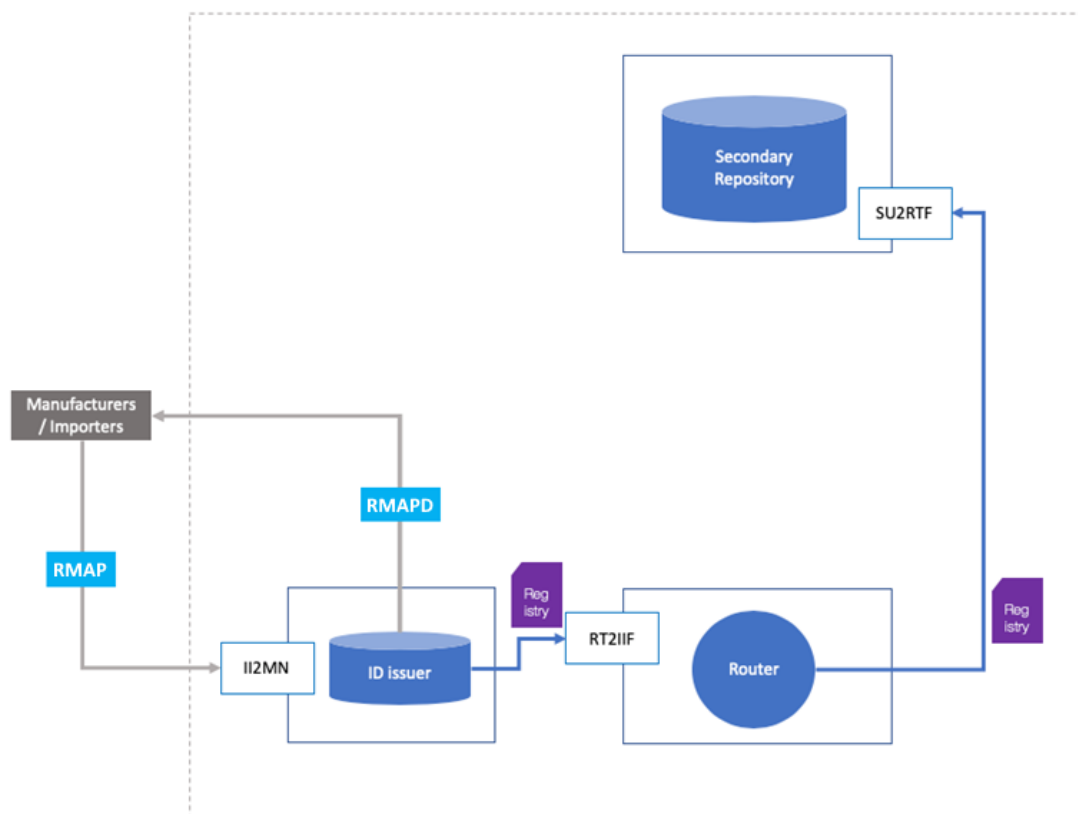 Secondary
Repository
SU2RTF
Manufacturers
/ Importers
RMAPD
RMAP
Reg
istry
Reg
istry
RT2IIF
II2MN
ID issuer
Router